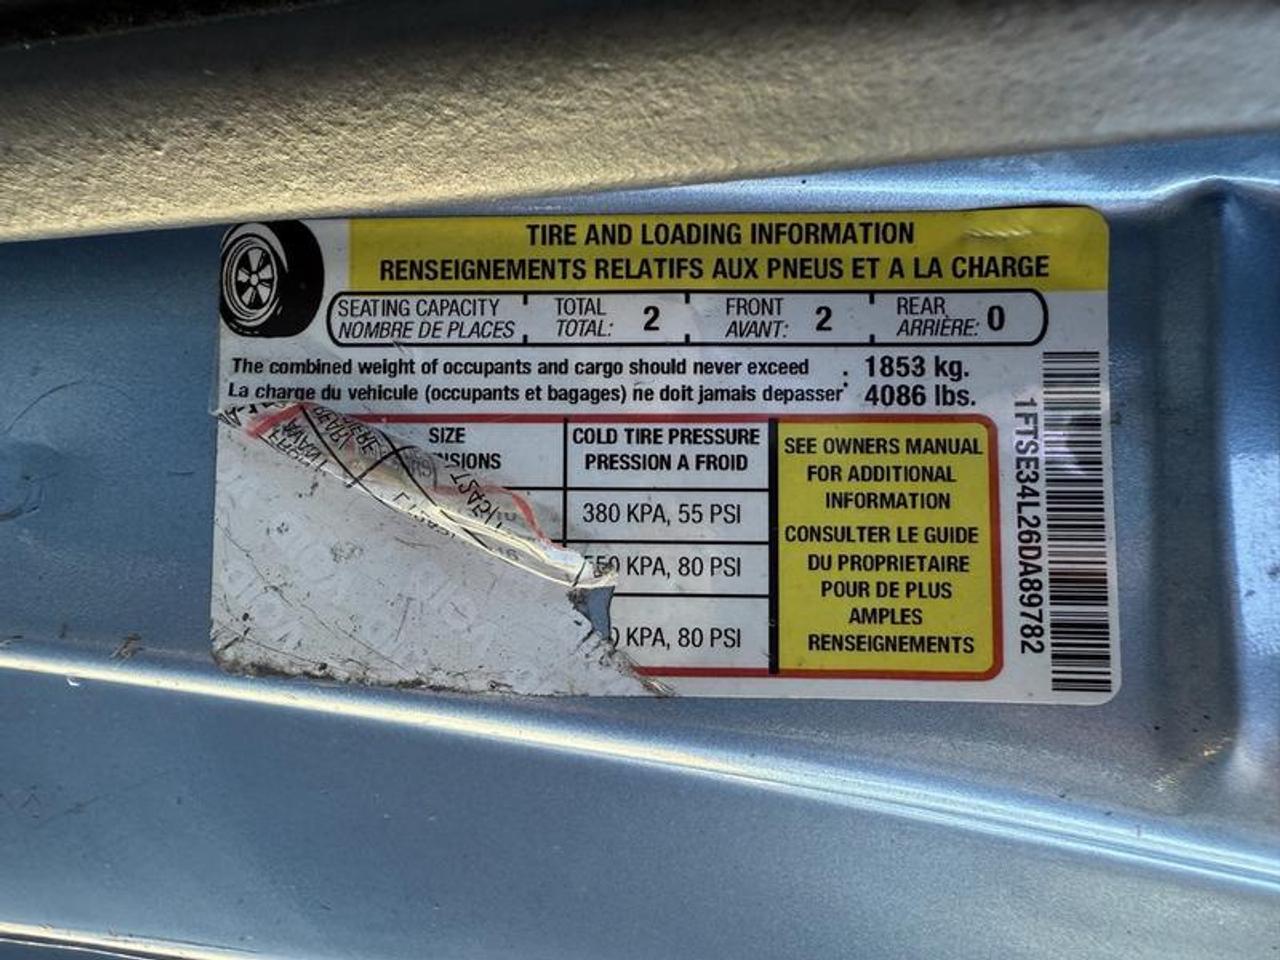 TIRE AND LOADING INFORMATION
RENSEIGNEMENTS RELATIFS AUX PNEUS ET A LA CHARGE
SEATING CAPACITY TOTAL FRONT REAR
NOMBRE DE PLACES TOTAL: 2 AVANT: 2 ARRIÈRE: 0
The combined weight of occupants and cargo should never exceed : 1853 kg.
La charge du vehicule (occupants et bagages) ne doit jamais depasser 4086 lbs.
SIZE
NSIONS
COLD TIRE PRESSURE
PRESSION A FROID
380 KPA, 55 PSI
550 KPA, 80 PSI
0 KPA, 80 PSI
SEE OWNERS MANUAL
FOR ADDITIONAL
INFORMATION
CONSULTER LE GUIDE
DU PROPRIETAIRE
POUR DE PLUS
AMPLES
RENSEIGNEMENTS
1FTSE34L26DA89782